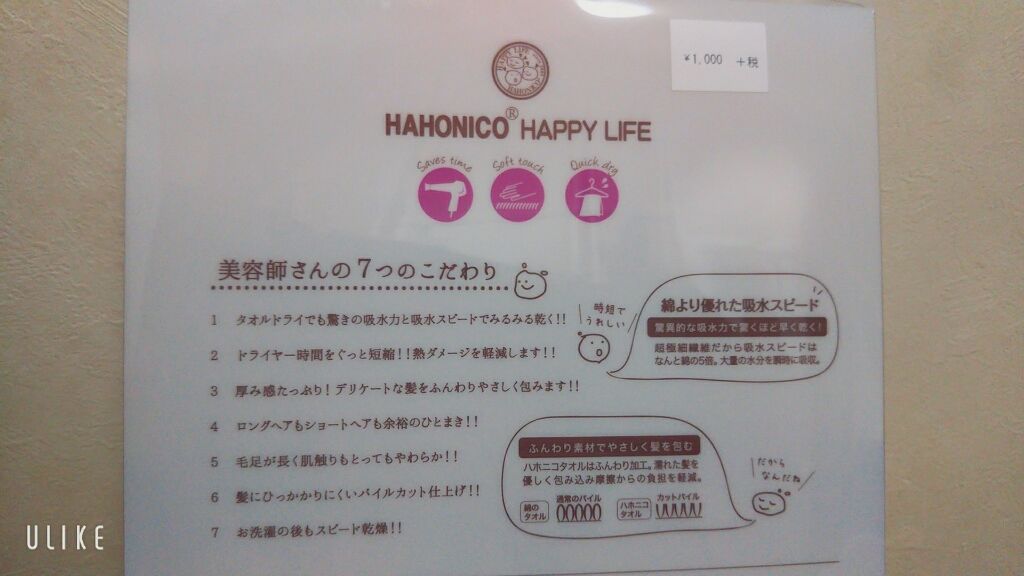 ¥1,000 +税
HAPPY LIFE
HAHONICO
HAHONICO® HAPPY LIFE
Saves time
Soft touch
Quick dry
美容師さんの7つのこだわり
1 タオルドライでも驚きの吸水力と吸水スピードでみるみる乾く!!
2 ドライヤー時間をぐっと短縮!!熱ダメージを軽減します!!
3 厚み感たっぷり!デリケートな髪をふんわりやさしく包みます!!
4 ロングヘアもショートヘアも余裕のひとまき!!
5 毛足が長く肌触りもとってもやわらか!!
6 髪にひっかかりにくいパイルカット仕上げ!!
7 お洗濯の後もスピード乾燥!!
時短で
うれしい
綿より優れた吸水スピード
驚異的な吸水力で驚くほど早く乾く!
超極細繊維だから吸水スピードは
なんと綿の5倍。大量の水分を瞬時に吸収。
ふんわり素材でやさしく髪を包む
ハホニコタオルはふんわり加工。濡れた髪を
優しく包み込み摩擦からの負担を軽減。
綿の
タオル
通常のパイル
ハホニコ
タオル
カットパイル
だから
なんだね
ULIKE